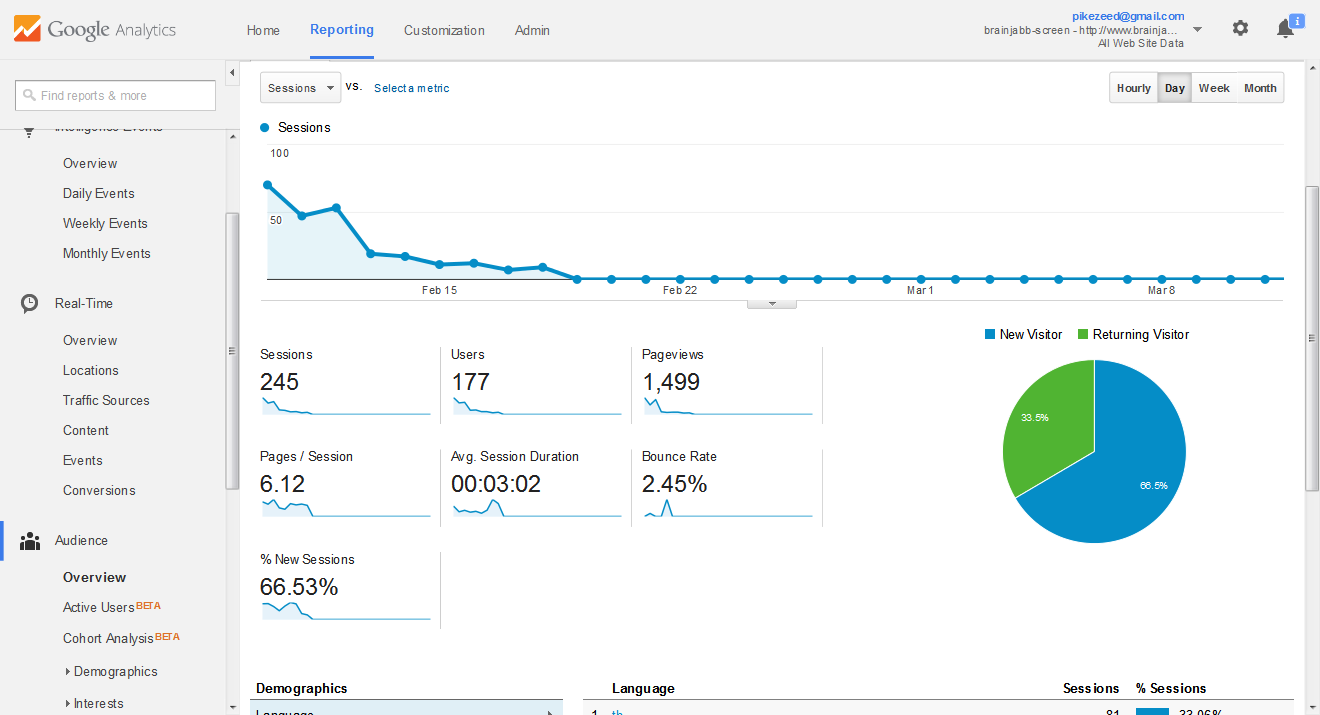 Google Analytics
Home
Reporting
Customization
Admin
pikezeed@gmail.com
brainjabb-screen - http://www.brainja...
All Web Site Data
Find reports & more
Intelligence Events
Overview
Daily Events
Weekly Events
Monthly Events
Real-Time
Overview
Locations
Traffic Sources
Content
Events
Conversions
Audience
Overview
Active Users BETA
Cohort Analysis BETA
Demographics
Interests
Sessions
vs.
Select a metric
Hourly
Day
Week
Month
Sessions
100
50
Feb 15
Feb 22
Mar 1
Mar 8
New Visitor
Returning Visitor
33.5%
66.5%
Sessions
245
Users
177
Pageviews
1,499
Pages / Session
6.12
Avg. Session Duration
00:03:02
Bounce Rate
2.45%
% New Sessions
66.53%
Demographics
Language
Language
Sessions
% Sessions
1.
th
81
33.06%